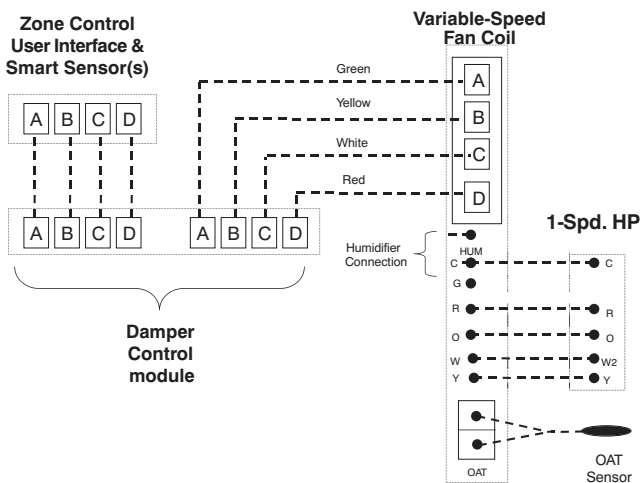 Zone Control
User Interface &
Smart Sensor(s)
Variable-Speed
Fan Coil
A B C D
Green
Yellow
White
Red
A
B
C
D
A B C D
A B C D
1-Spd. HP
Humidifier
Connection
HUM
C
G
R
O
W
Y
C
R
O
W2
Y
Damper
Control
module
OAT
OAT
Sensor